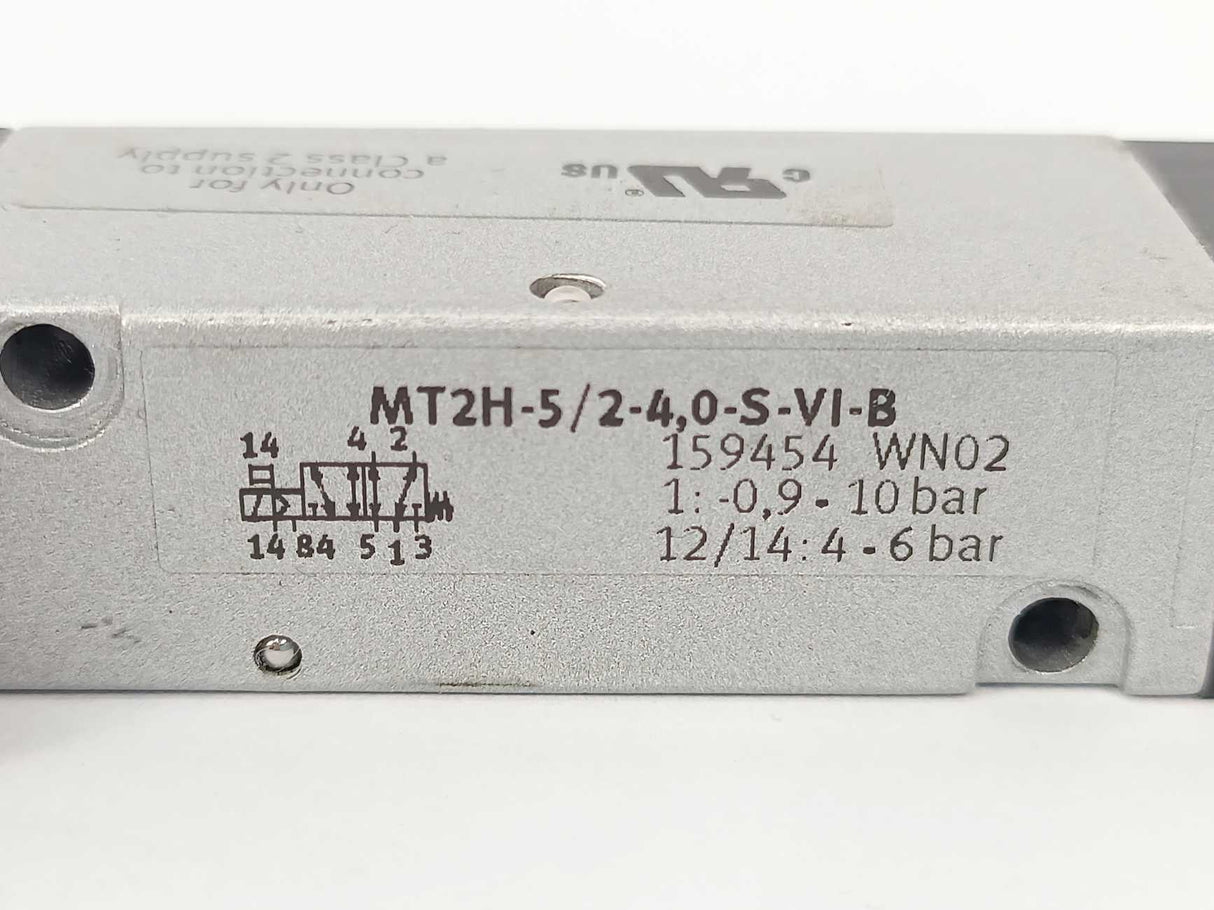 Only for
connection to
a Class 2 supply
c RU ® US
MT2H-5/2-4,0-S-VI-B
159454 WN02
1: -0,9 - 10 bar
12/14: 4 - 6 bar
14 4 2
14 84 5 1 3